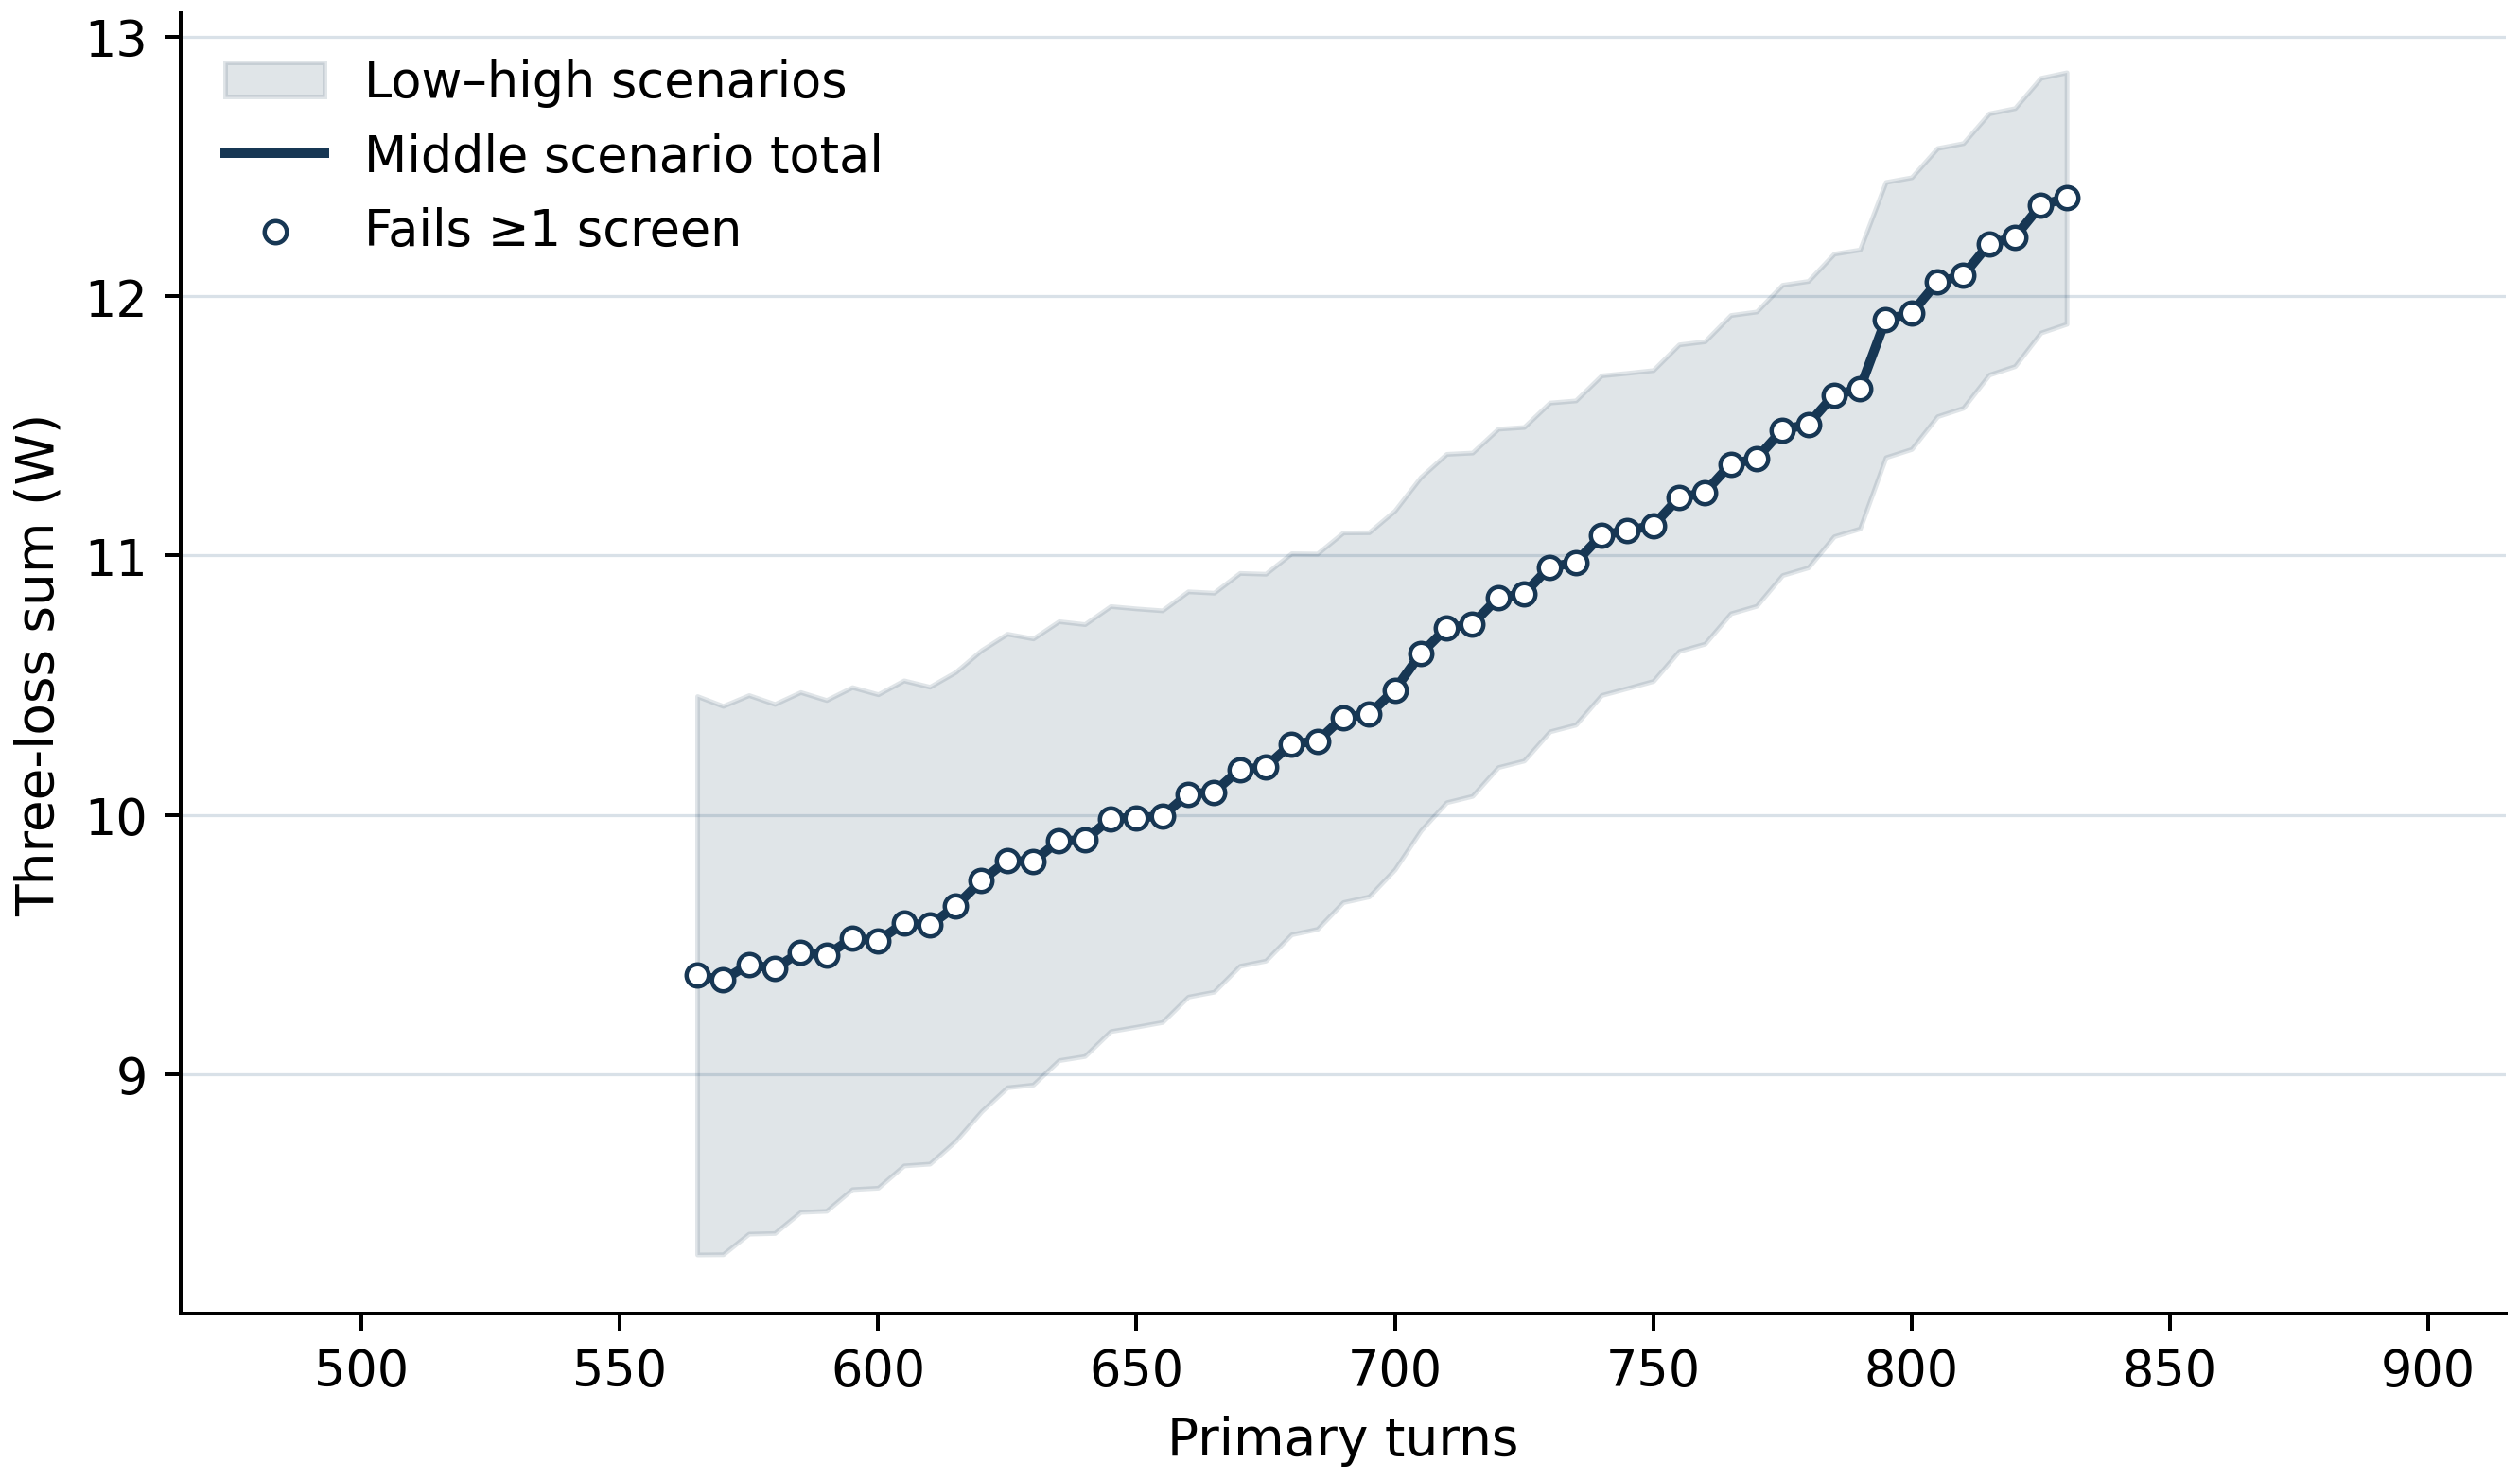 Three-loss sum (W)
13
12
11
10
9
Low–high scenarios
Middle scenario total
Fails ≥1 screen
500 550 600 650 700 750 800 850 900
Primary turns